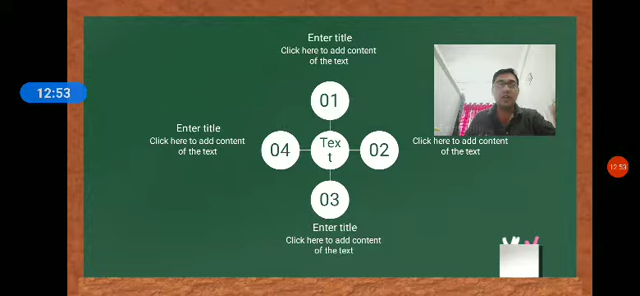 Enter title
Click here to add content
of the text
01
12:53
Enter title
Click here to add content
of the text
04
Tex
t
02
Click here to add content
of the text
12:53
03
Enter title
Click here to add content
of the text